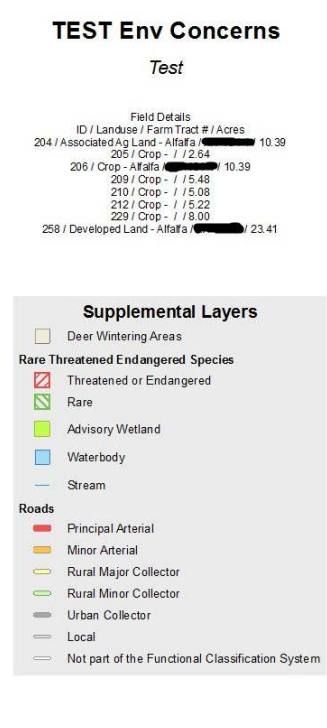 TEST Env Concerns
Test
Field Details
ID / Landuse / Farm Tract # / Acres
204 / Associated Ag Land - Alfalfa / / 10.39
205 / Crop - / / 2.64
206 / Crop - Alfalfa / / 10.39
209 / Crop - / / 5.48
210 / Crop - / / 5.08
212 / Crop - / / 5.22
229 / Crop - / / 8.00
258 / Developed Land - Alfalfa / / 23.41
Supplemental Layers
Deer Wintering Areas
Rare Threatened Endangered Species
Threatened or Endangered
Rare
Advisory Wetland
Waterbody
Stream
Roads
Principal Arterial
Minor Arterial
Rural Major Collector
Rural Minor Collector
Urban Collector
Local
Not part of the Functional Classification System